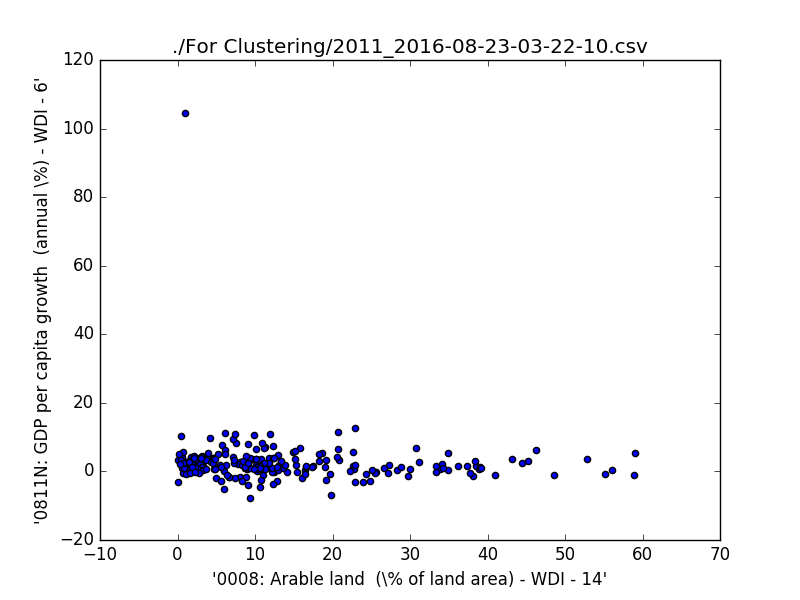 ./For Clustering/2011_2016-08-23-03-22-10.csv
120
100
80
60
40
20
0
−20
'0811N: GDP per capita growth  (annual \%) - WDI - 6'
−10 0 10 20 30 40 50 60 70
'0008: Arable land  (\% of land area) - WDI - 14'